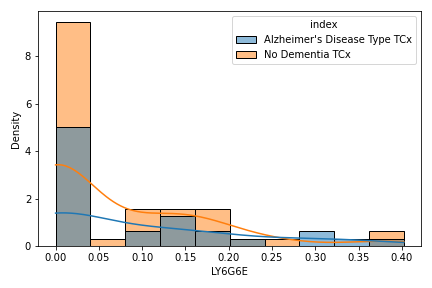 index
Alzheimer's Disease Type TCx
No Dementia TCx
Density
8
6
4
2
0
0.00 0.05 0.10 0.15 0.20 0.25 0.30 0.35 0.40
LY6G6E